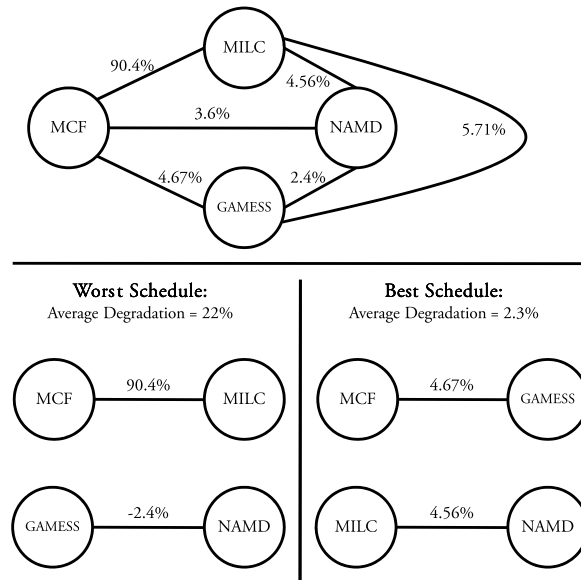 MILC
90.4%
4.56%
MCF
3.6%
NAMD
5.71%
4.67%
2.4%
GAMESS
Worst Schedule:
Average Degradation = 22%
MCF
90.4%
MILC
GAMESS
-2.4%
NAMD
Best Schedule:
Average Degradation = 2.3%
MCF
4.67%
GAMESS
MILC
4.56%
NAMD